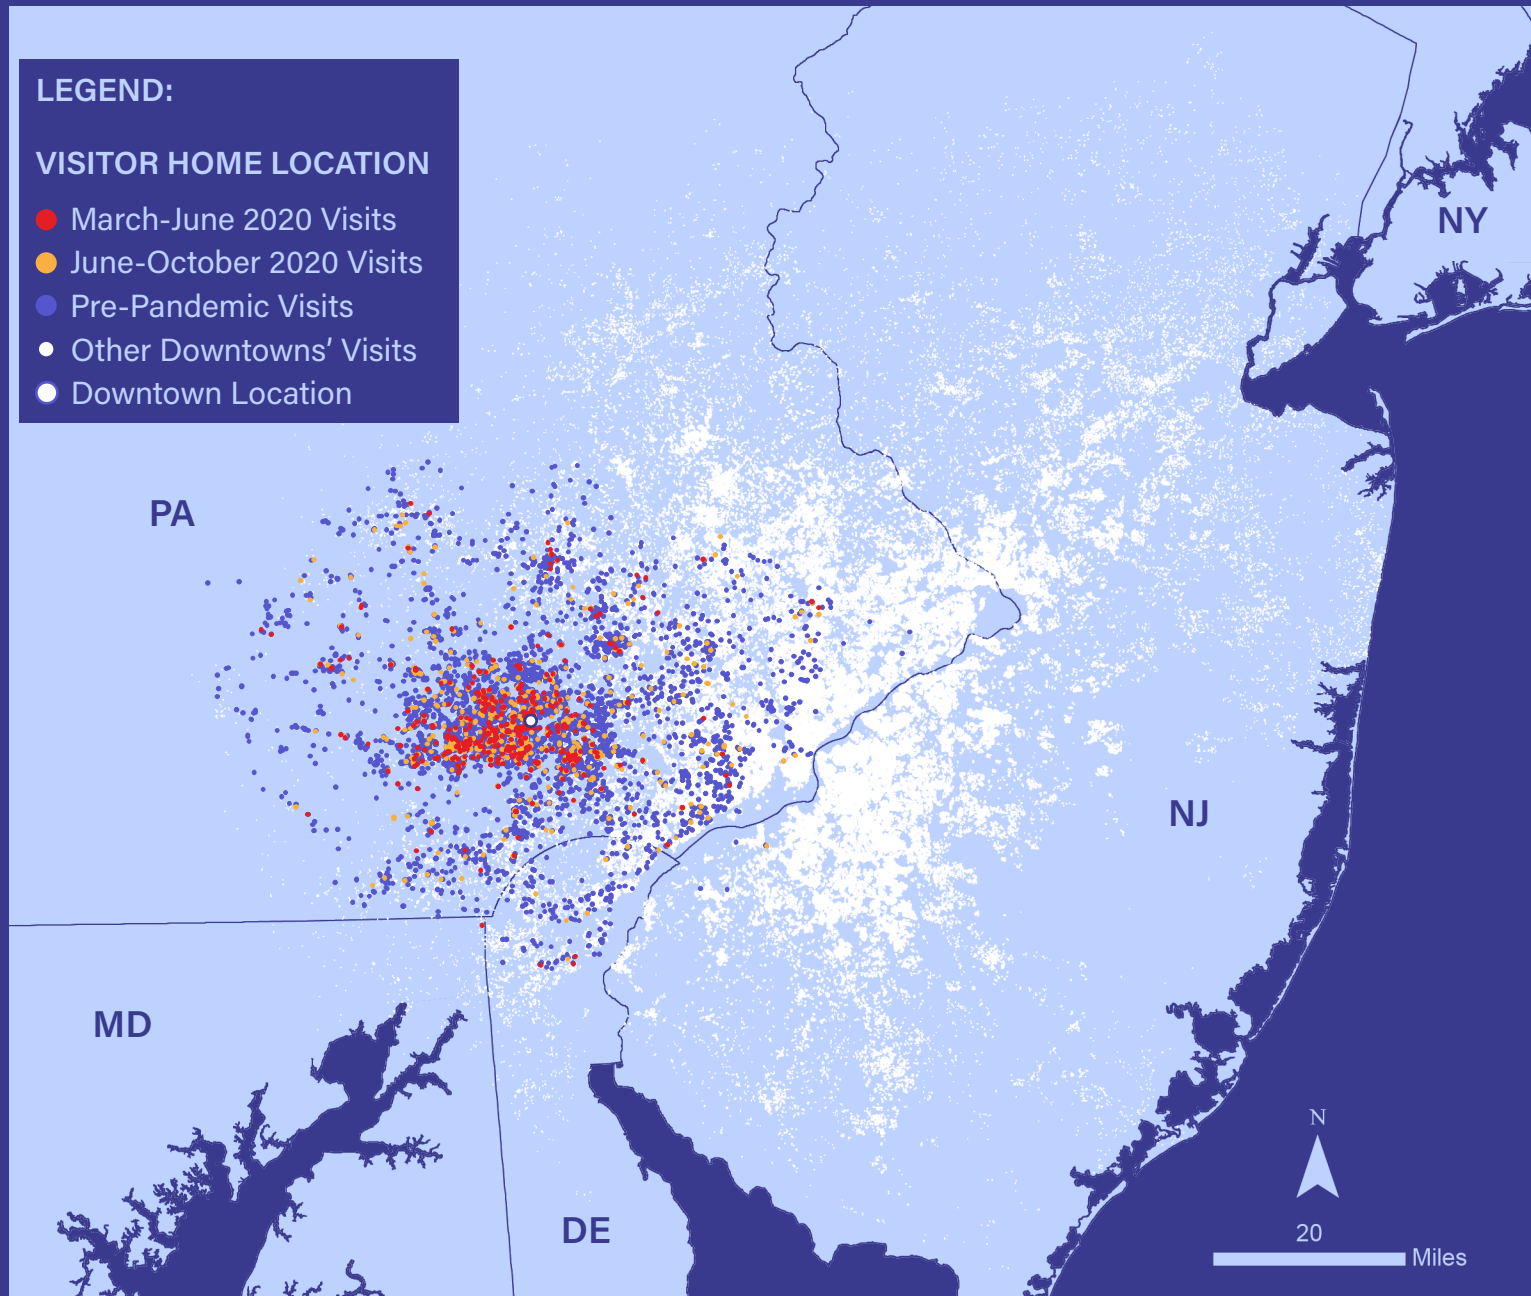 LEGEND:
VISITOR HOME LOCATION
March-June 2020 Visits
June-October 2020 Visits
Pre-Pandemic Visits
Other Downtowns’ Visits
Downtown Location
NY
PA
NJ
MD
DE
N
20
Miles